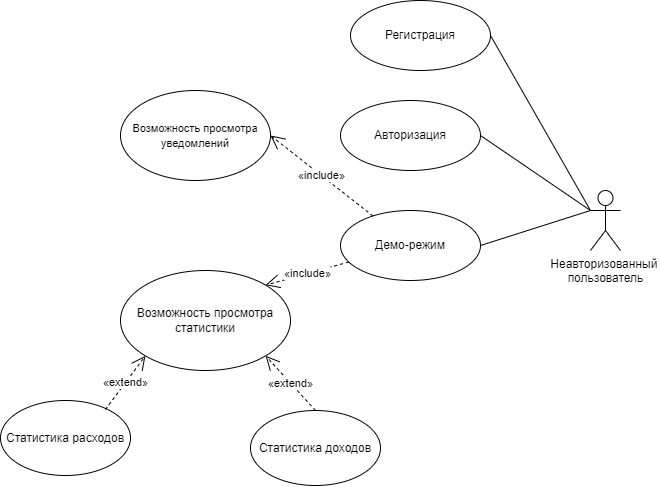 Регистрация
Возможность просмотра
уведомлений
Авторизация
«include»
Демо-режим
Неавторизованный
пользователь
«include»
Возможность просмотра
статистики
«extend»
«extend»
Статистика расходов
Статистика доходов